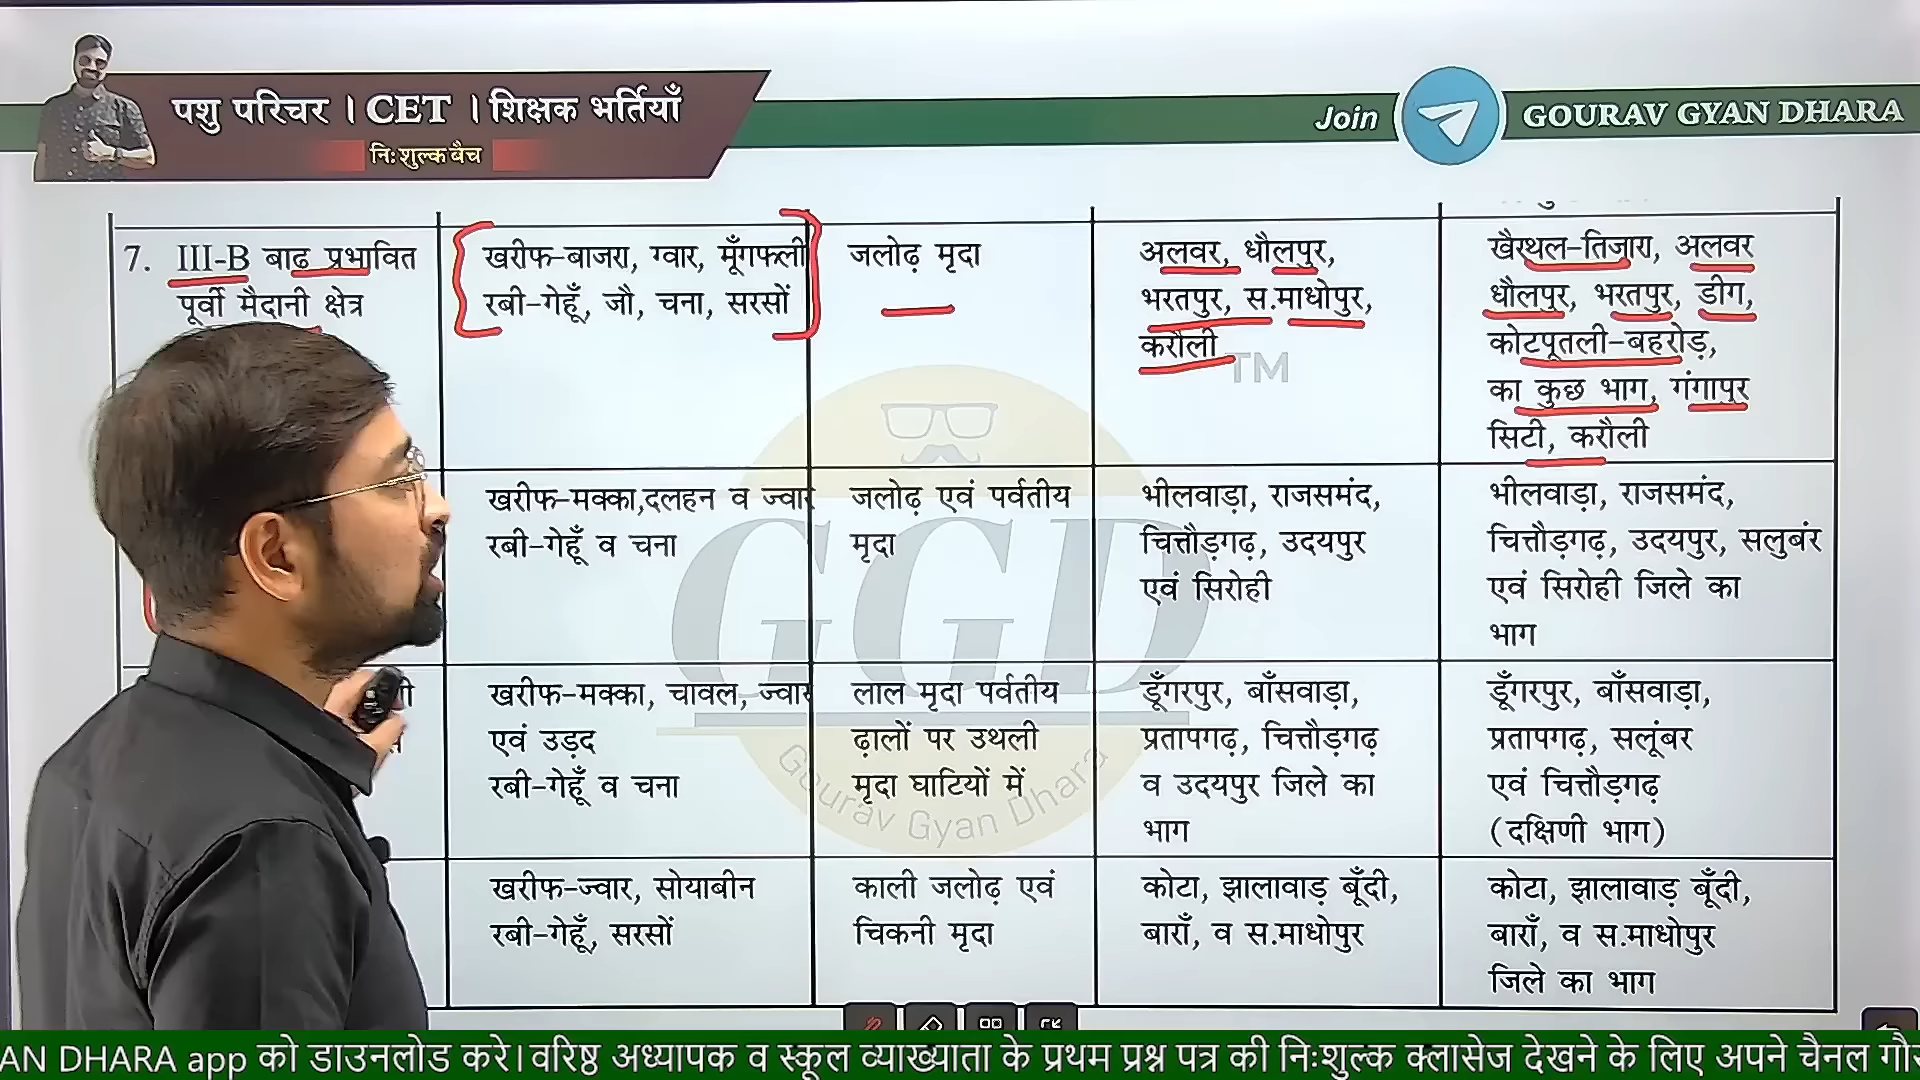 पशु परिचर । CET । शिक्षक भर्तियाँ
निःशुल्क बैच
Join GOURAV GYAN DHARA
7. III-B बाढ प्रभावित
पूर्वी मैदानी क्षेत्र
खरीफ-बाजरा, ग्वार, मूँगफली
रबी-गेहूँ, जौ, चना, सरसों
जलोढ़ मृदा
अलवर, धौलपुर,
भरतपुर, स.माधोपुर,
करौली
खैरथल-तिजारा, अलवर
धौलपुर, भरतपुर, डीग,
कोटपूतली-बहरोड़,
का कुछ भाग, गंगापुर
सिटी, करौली
TM
खरीफ-मक्का,दलहन व ज्वार
रबी-गेहूँ व चना
जलोढ़ एवं पर्वतीय
मृदा
भीलवाड़ा, राजसमंद,
चित्तौड़गढ़, उदयपुर
एवं सिरोही
भीलवाड़ा, राजसमंद,
चित्तौड़गढ़, उदयपुर, सलुबंर
एवं सिरोही जिले का
भाग
GGD
Gourav Gyan Dhara
खरीफ-मक्का, चावल, ज्वार
एवं उड़द
रबी-गेहूँ व चना
लाल मृदा पर्वतीय
ढ़ालों पर उथली
मृदा घाटियों में
डूँगरपुर, बाँसवाड़ा,
प्रतापगढ़, चित्तौड़गढ़
व उदयपुर जिले का
भाग
डूँगरपुर, बाँसवाड़ा,
प्रतापगढ़, सलूंबर
एवं चित्तौड़गढ़
(दक्षिणी भाग)
खरीफ-ज्वार, सोयाबीन
रबी-गेहूँ, सरसों
काली जलोढ़ एवं
चिकनी मृदा
कोटा, झालावाड़ बूँदी,
बाराँ, व स.माधोपुर
कोटा, झालावाड़ बूँदी,
बाराँ, व स.माधोपुर
जिले का भाग
AN DHARA app को डाउनलोड करे। वरिष्ठ अध्यापक व स्कूल व्याख्याता के प्रथम प्रश्न पत्र की निःशुल्क क्लासेज देखने के लिए अपने चैनल